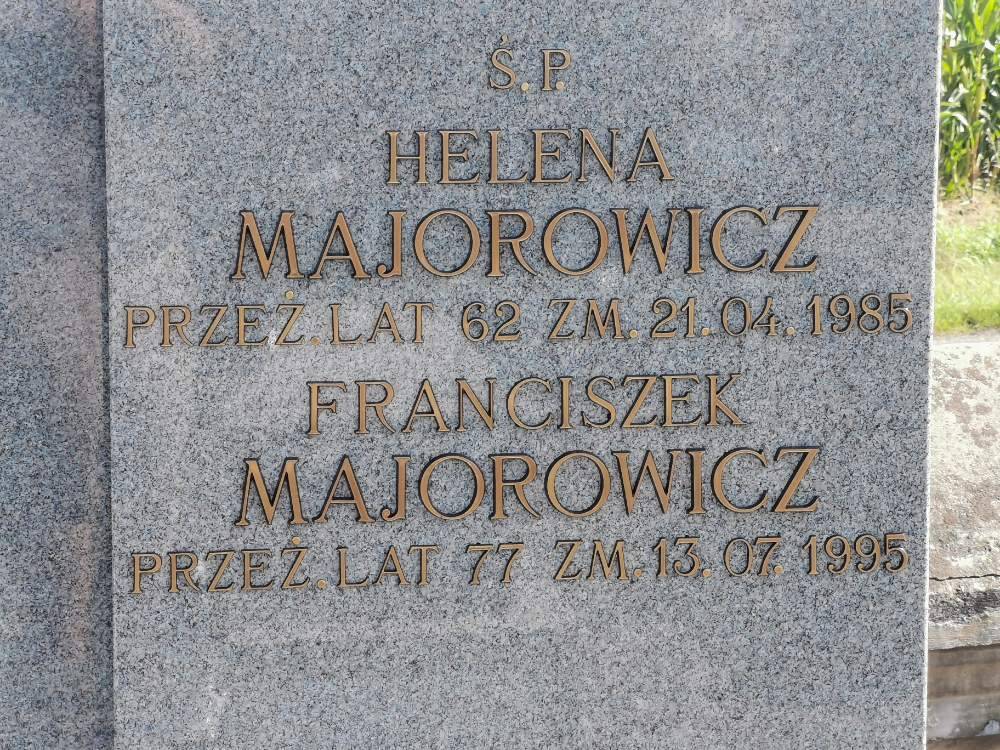 Ś.P.
HELENA
MAJOROWICZ
PRZEŻ. LAT 62 ZM. 21.04.1985
FRANCISZEK
MAJOROWICZ
PRZEŻ. LAT 77 ZM. 13.07.1995